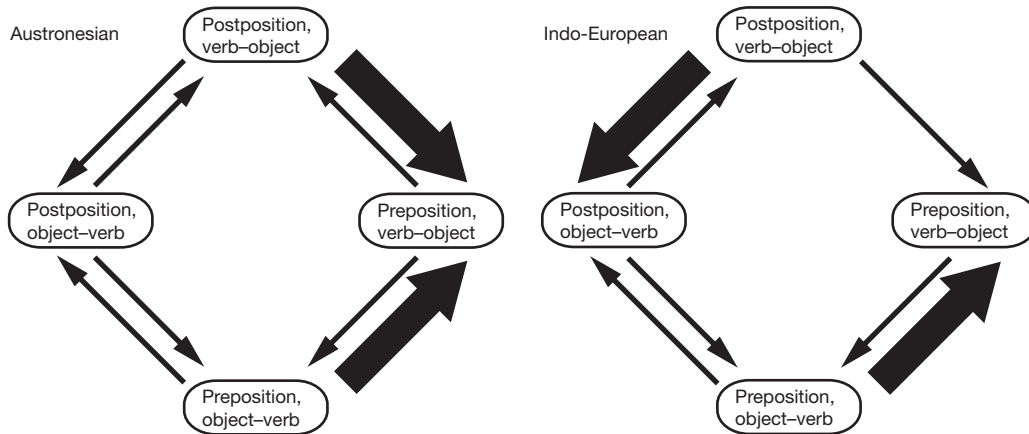 Austronesian
Postposition,
verb–object
Postposition,
object–verb
Preposition,
verb–object
Preposition,
object–verb
Indo-European
Postposition,
verb–object
Postposition,
object–verb
Preposition,
verb–object
Preposition,
object–verb